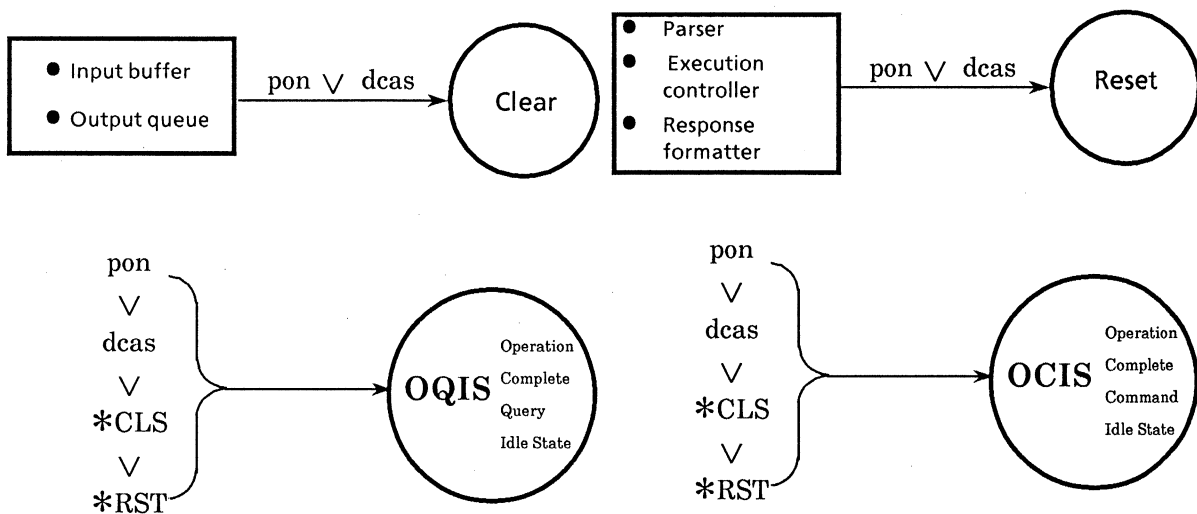 ● Input buffer
● Output queue
pon ∨ dcas
Clear
● Parser
● Execution
controller
● Response
formatter
pon ∨ dcas
Reset
pon
∨
dcas
∨
*CLS
∨
*RST
OQIS
Operation
Complete
Query
Idle State
pon
∨
dcas
∨
*CLS
∨
*RST
OCIS
Operation
Complete
Command
Idle State